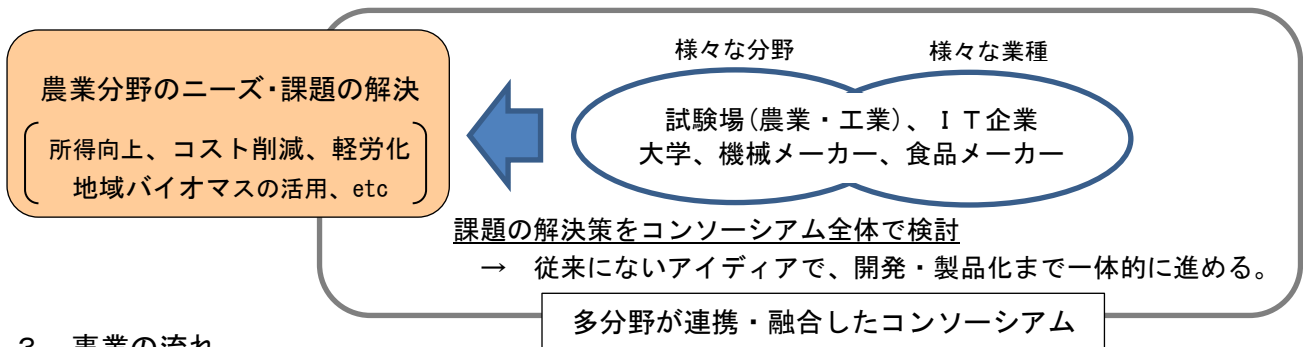 農業分野のニーズ・課題の解決
所得向上、コスト削減、軽労化
地域バイオマスの活用、etc
様々な分野
様々な業種
試験場(農業・工業)、ＩＴ企業
大学、機械メーカー、食品メーカー
課題の解決策をコンソーシアム全体で検討
→　従来にないアイディアで、開発・製品化まで一体的に進める。
多分野が連携・融合したコンソーシアム
３　事業の流れ